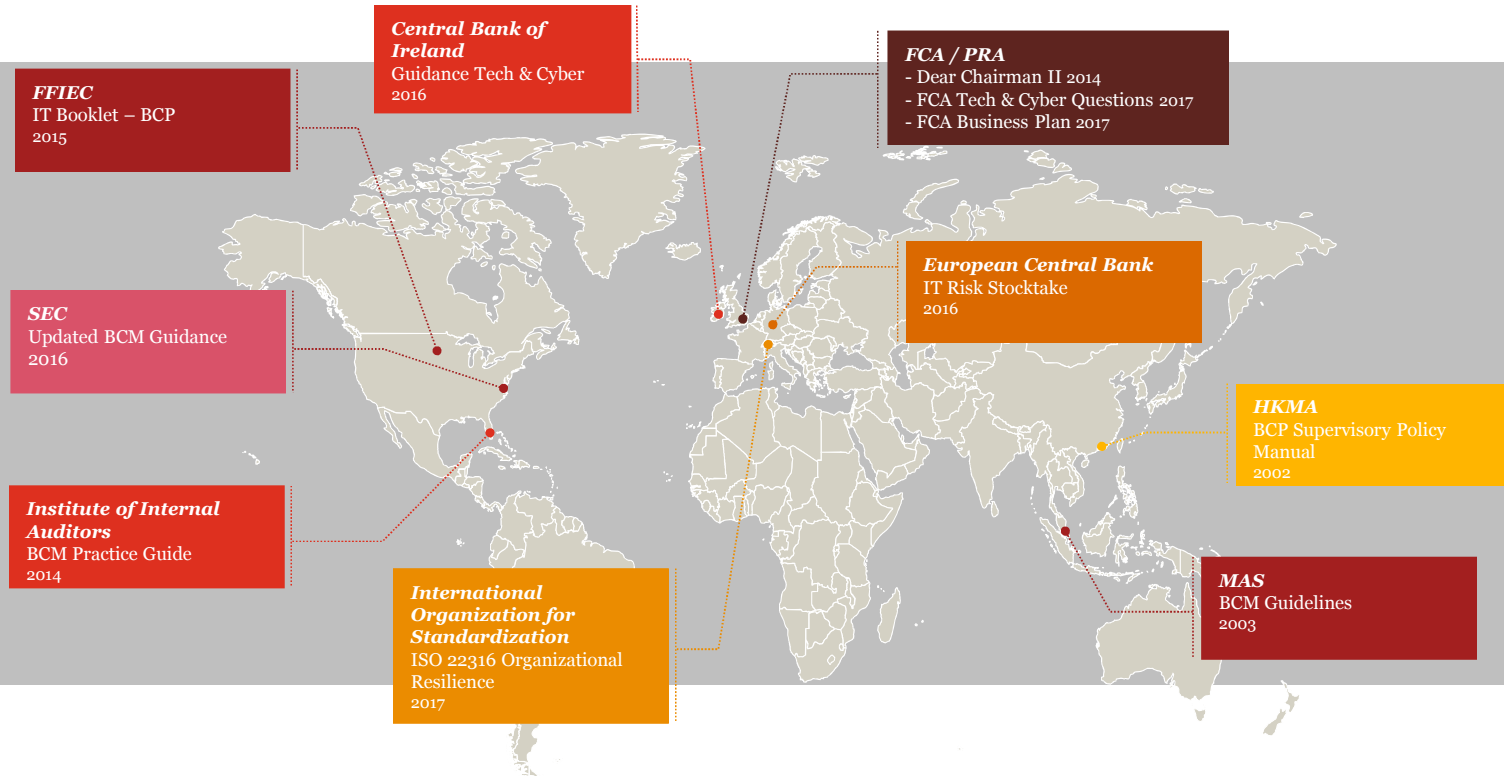 Central Bank of
Ireland
Guidance Tech & Cyber
2016
FCA / PRA
- Dear Chairman II 2014
- FCA Tech & Cyber Questions 2017
- FCA Business Plan 2017
FFIEC
IT Booklet – BCP
2015
European Central Bank
IT Risk Stocktake
2016
SEC
Updated BCM Guidance
2016
HKMA
BCP Supervisory Policy
Manual
2002
Institute of Internal
Auditors
BCM Practice Guide
2014
International
Organization for
Standardization
ISO 22316 Organizational
Resilience
2017
MAS
BCM Guidelines
2003